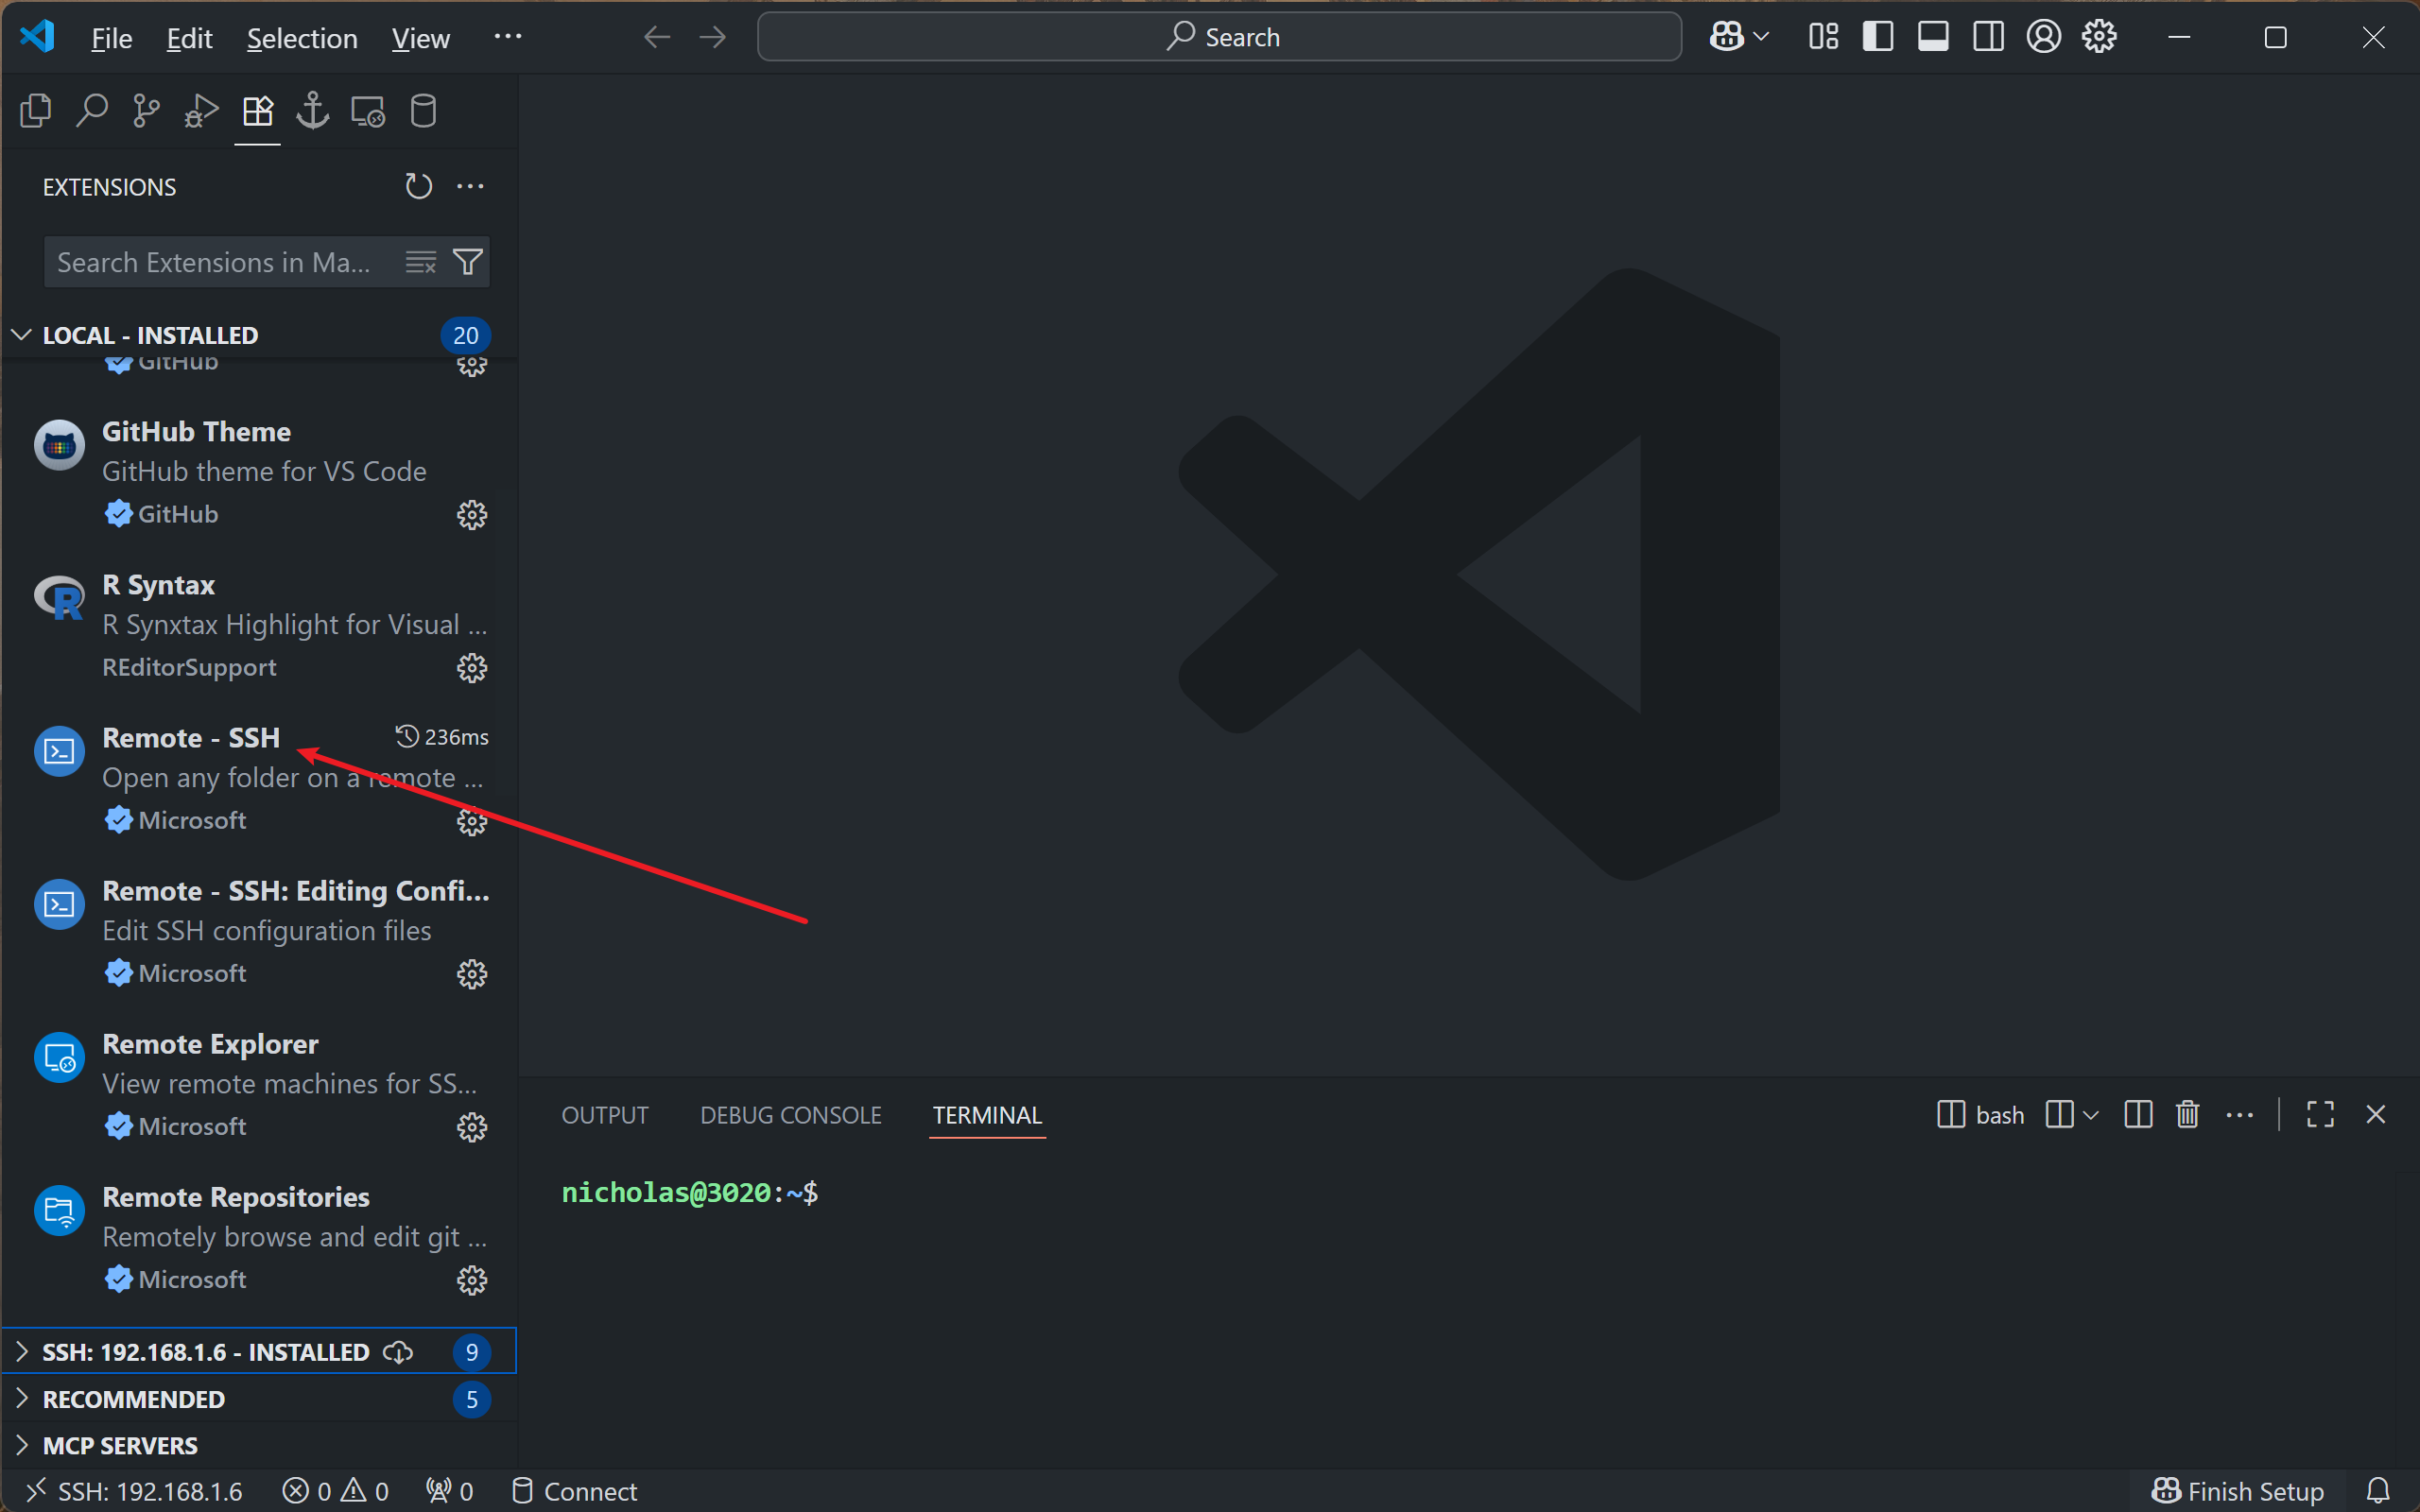 File Edit Selection View ...
Search
EXTENSIONS
Search Extensions in Ma...
LOCAL - INSTALLED 20
GitHub
GitHub Theme
GitHub theme for VS Code
GitHub
R Syntax
R Synxtax Highlight for Visual ...
REditorSupport
Remote - SSH 236ms
Open any folder on a remote ...
Microsoft
Remote - SSH: Editing Confi...
Edit SSH configuration files
Microsoft
Remote Explorer
View remote machines for SS...
Microsoft
Remote Repositories
Remotely browse and edit git ...
Microsoft
SSH: 192.168.1.6 - INSTALLED 9
RECOMMENDED 5
MCP SERVERS
OUTPUT DEBUG CONSOLE TERMINAL bash
nicholas@3020:~$
SSH: 192.168.1.6 0 0 0 Connect Finish Setup